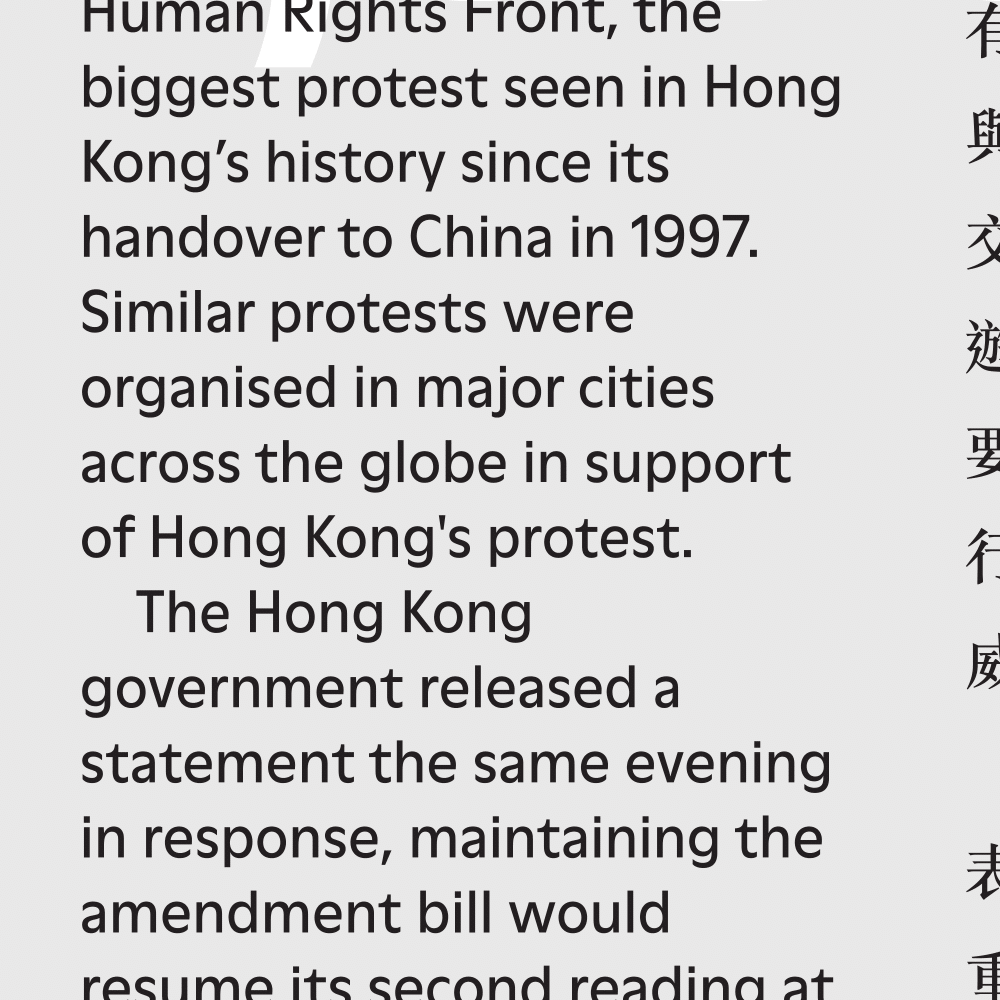 Human Rights Front, the
biggest protest seen in Hong
Kong’s history since its
handover to China in 1997.
Similar protests were
organised in major cities
across the globe in support
of Hong Kong's protest.
The Hong Kong
government released a
statement the same evening
in response, maintaining the
amendment bill would
resume its second reading at
有
與
交
遊
要
行
威
表
重